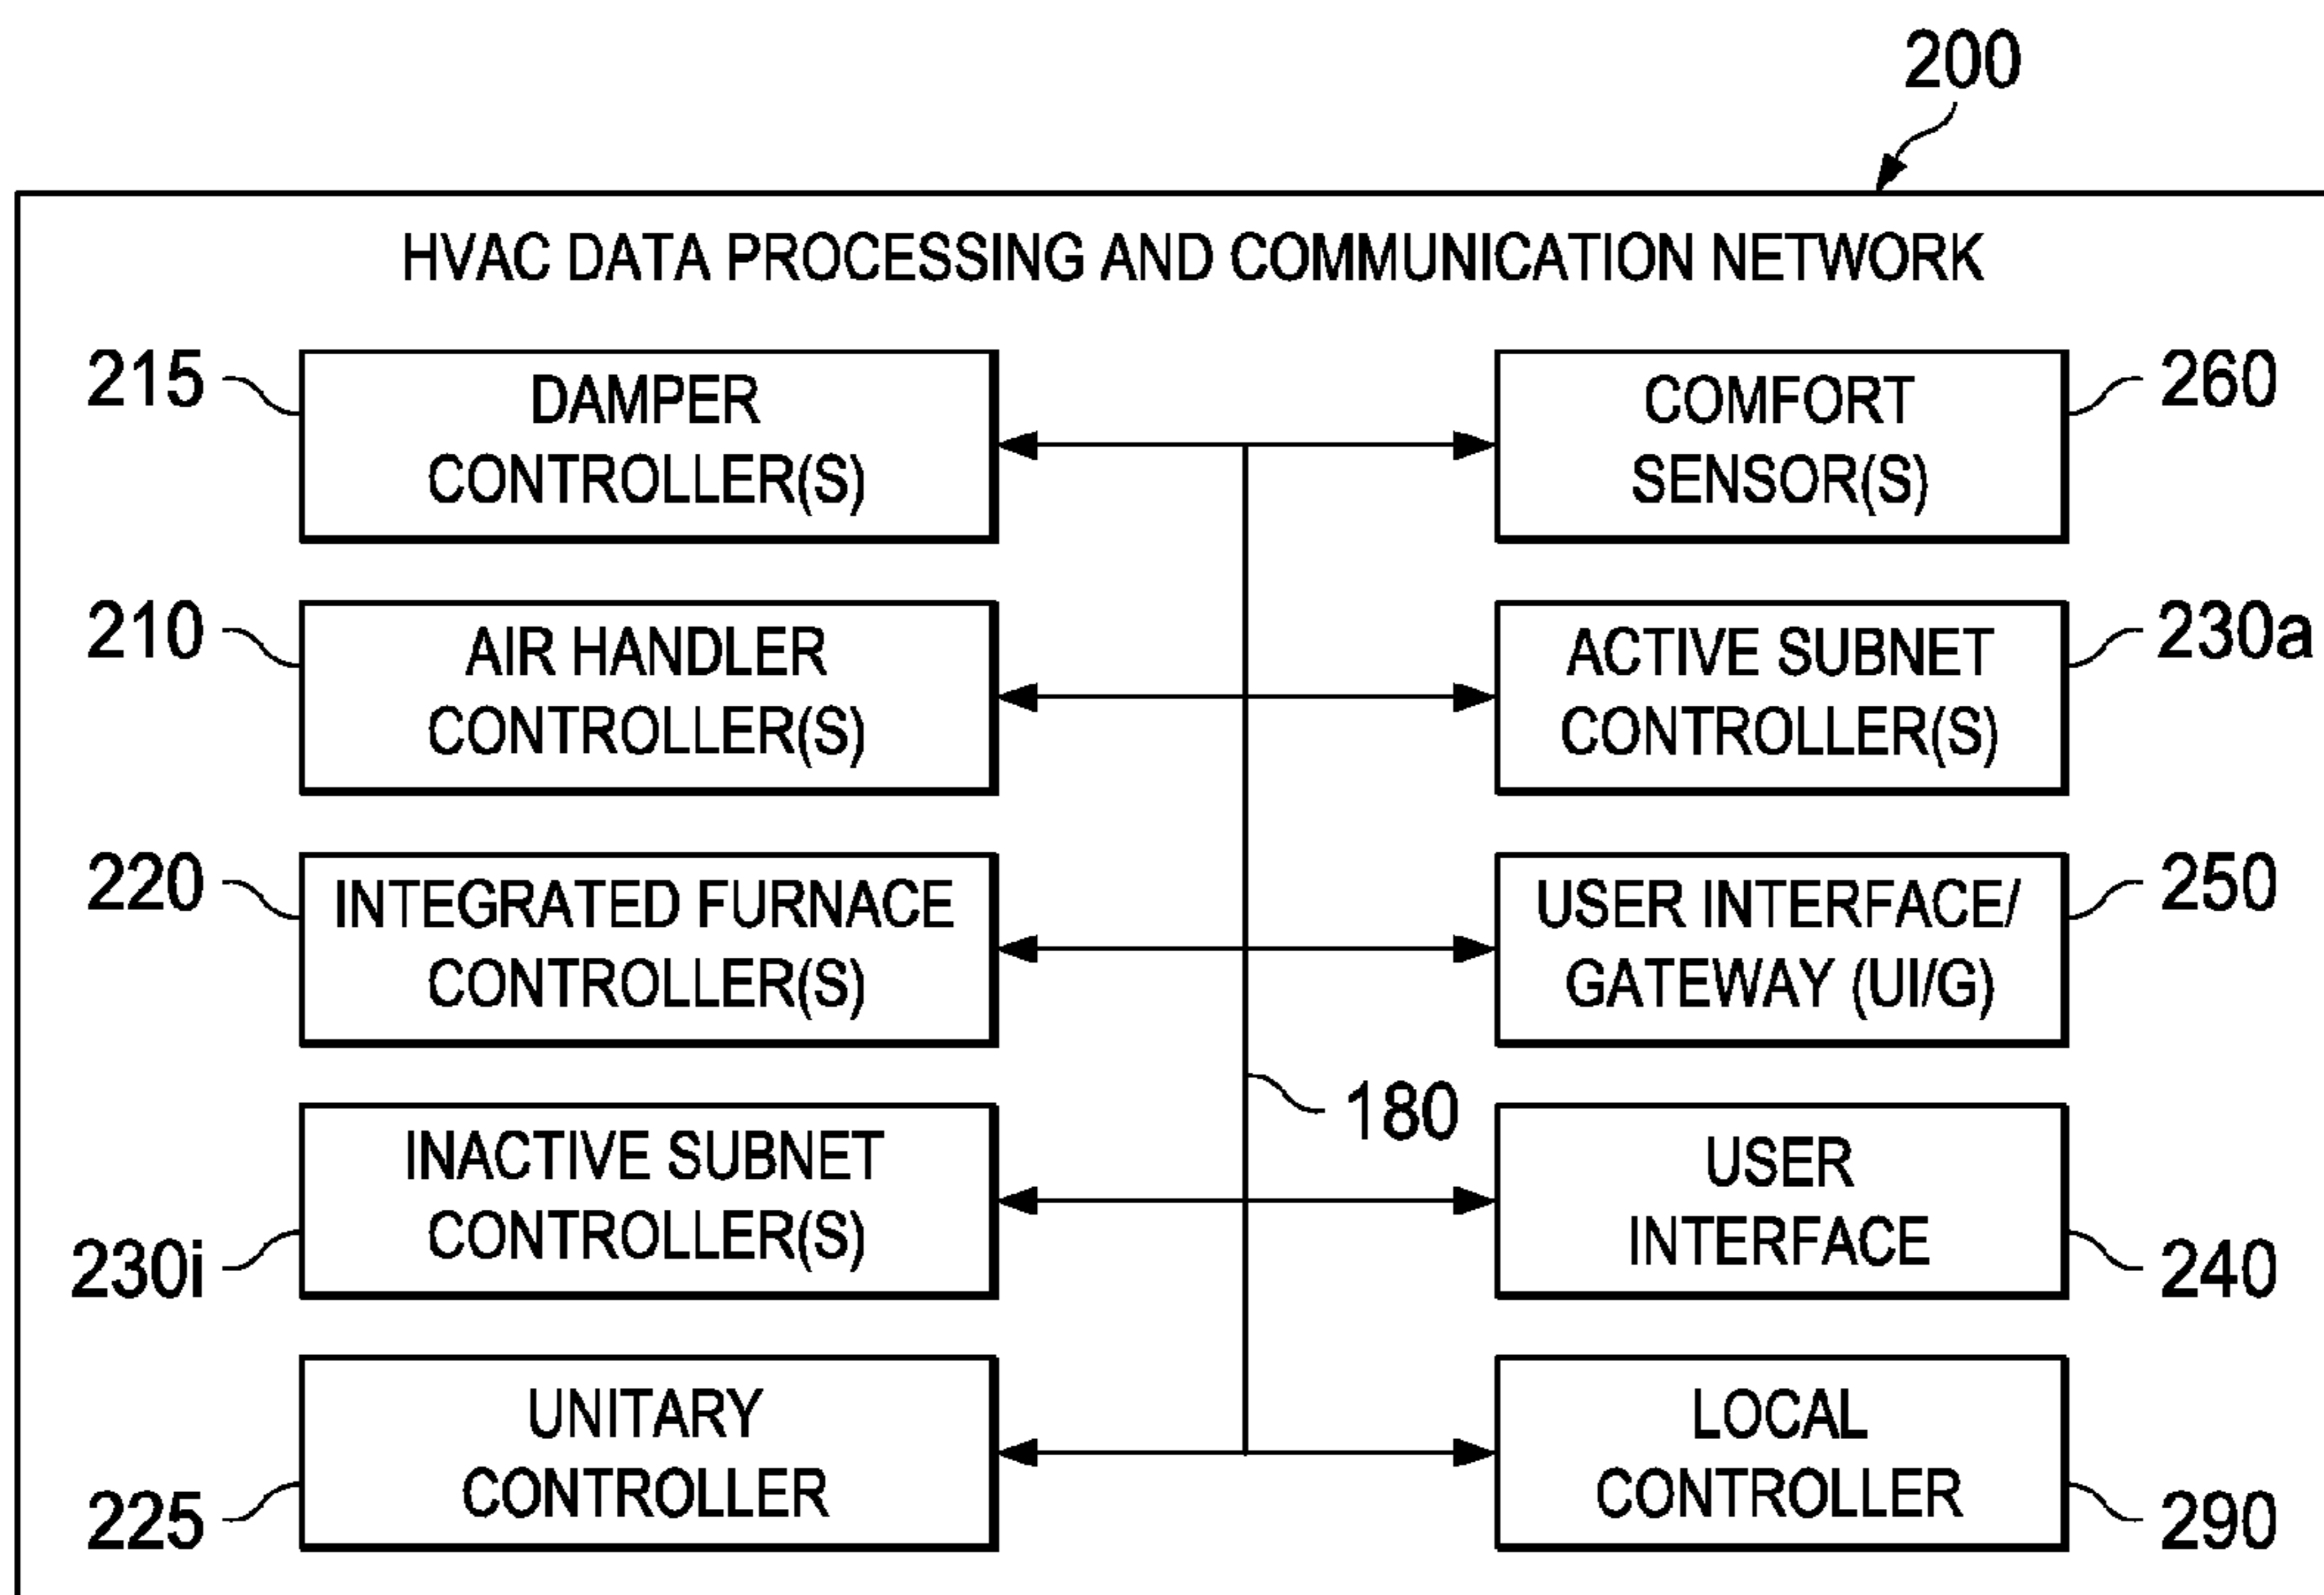 200
HVAC DATA PROCESSING AND COMMUNICATION NETWORK
215
DAMPER
CONTROLLER(S)
COMFORT
SENSOR(S)
260
210
AIR HANDLER
CONTROLLER(S)
ACTIVE SUBNET
CONTROLLER(S)
230a
220
INTEGRATED FURNACE
CONTROLLER(S)
USER INTERFACE/
GATEWAY (UI/G)
250
180
230i
INACTIVE SUBNET
CONTROLLER(S)
USER
INTERFACE
240
225
UNITARY
CONTROLLER
LOCAL
CONTROLLER
290